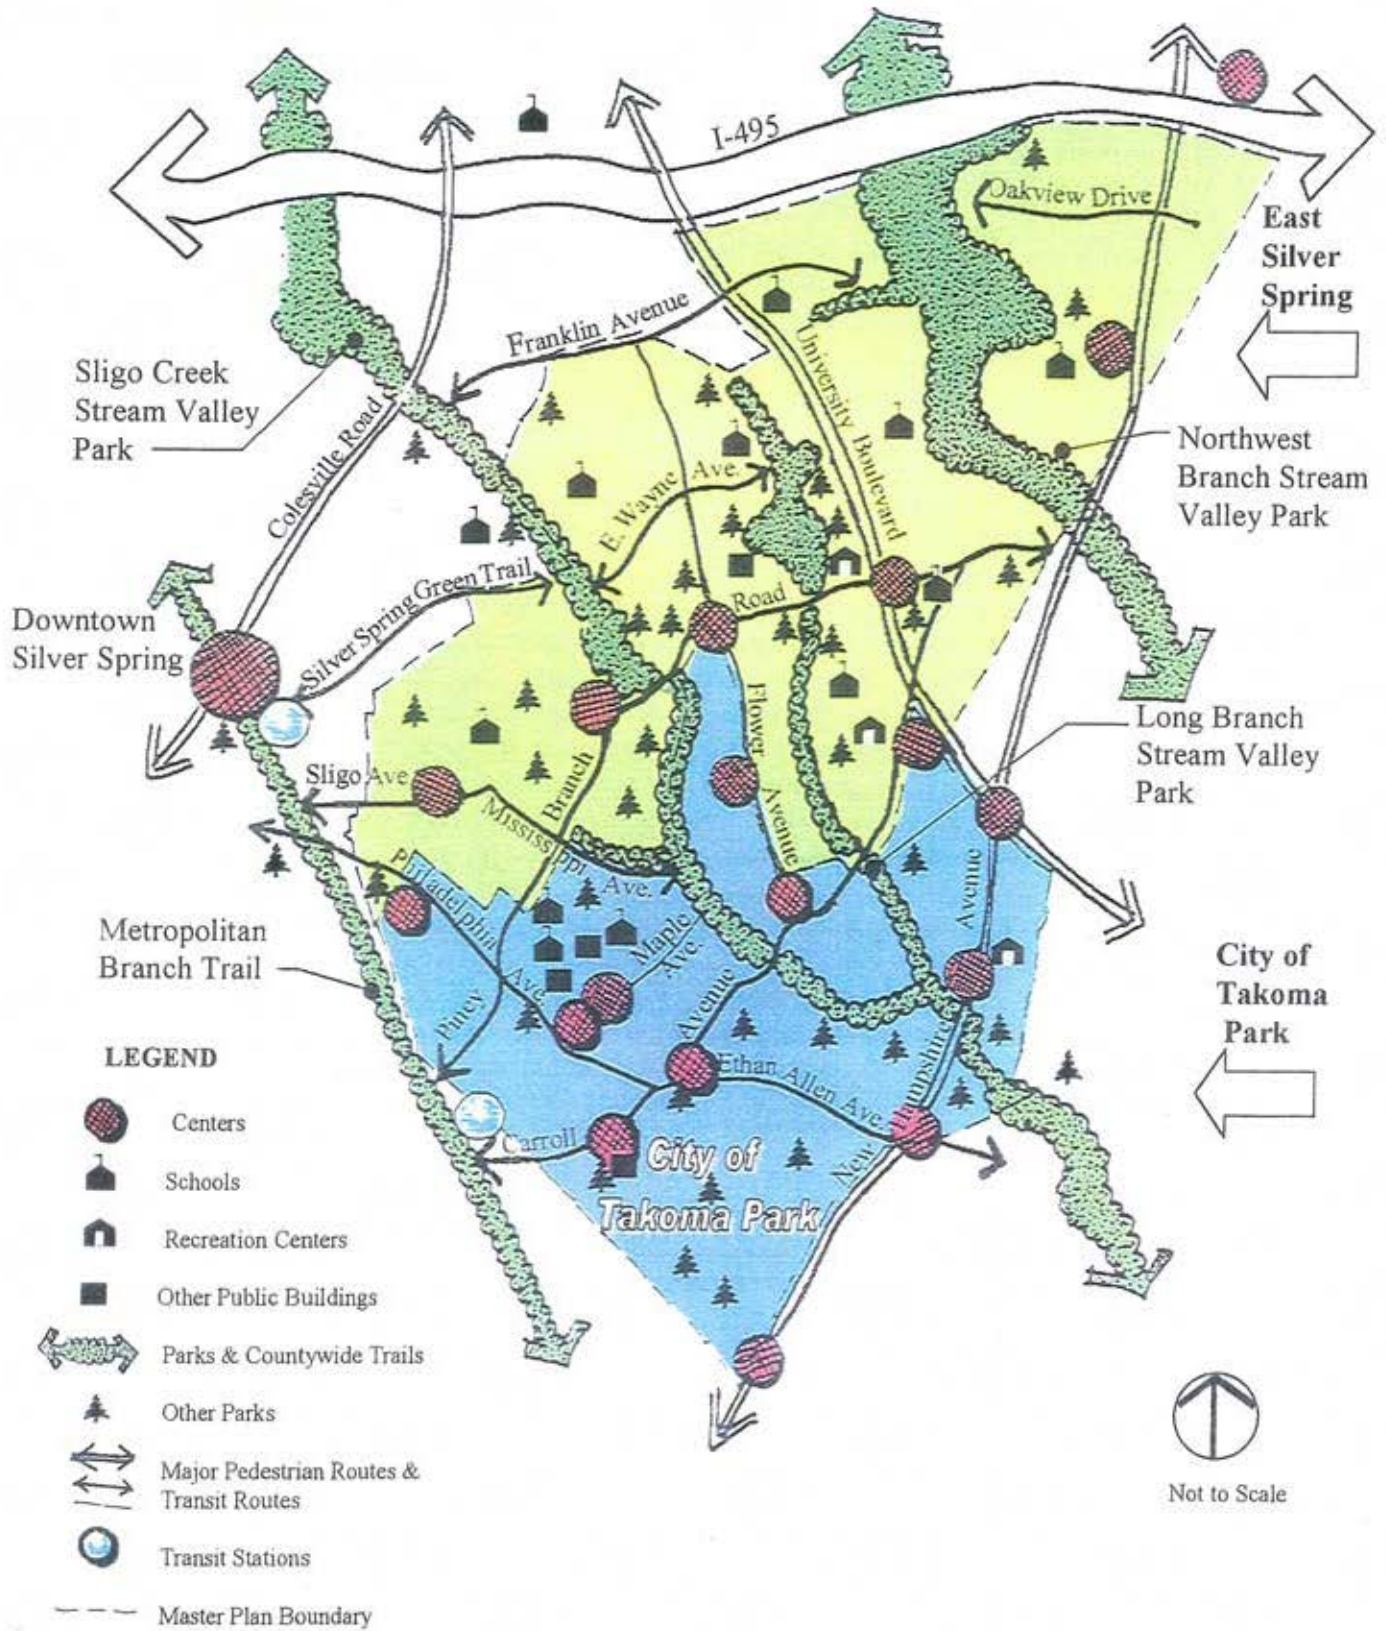 I-495
Oakview Drive
East
Silver
Spring
Franklin Avenue
University Boulevard
Sligo Creek
Stream Valley
Park
Colesville Road
E. Wayne Ave.
Northwest
Branch Stream
Valley Park
Silver Spring Green Trail
Downtown
Silver Spring
Road
Flower
Avenue
Long Branch
Stream Valley
Park
Sligo Ave
Mississippi
Ave.
Branch
Philadelphia
Ave.
Maple
Ave.
Avenue
Avenue
Metropolitan
Branch Trail
Piney
City of
Takoma
Park
Ethan Allen Ave.
Carroll
City of
Takoma Park
New
LEGEND
Centers
Schools
Recreation Centers
Other Public Buildings
Parks & Countywide Trails
Other Parks
Major Pedestrian Routes &
Transit Routes
Transit Stations
Master Plan Boundary
Not to Scale